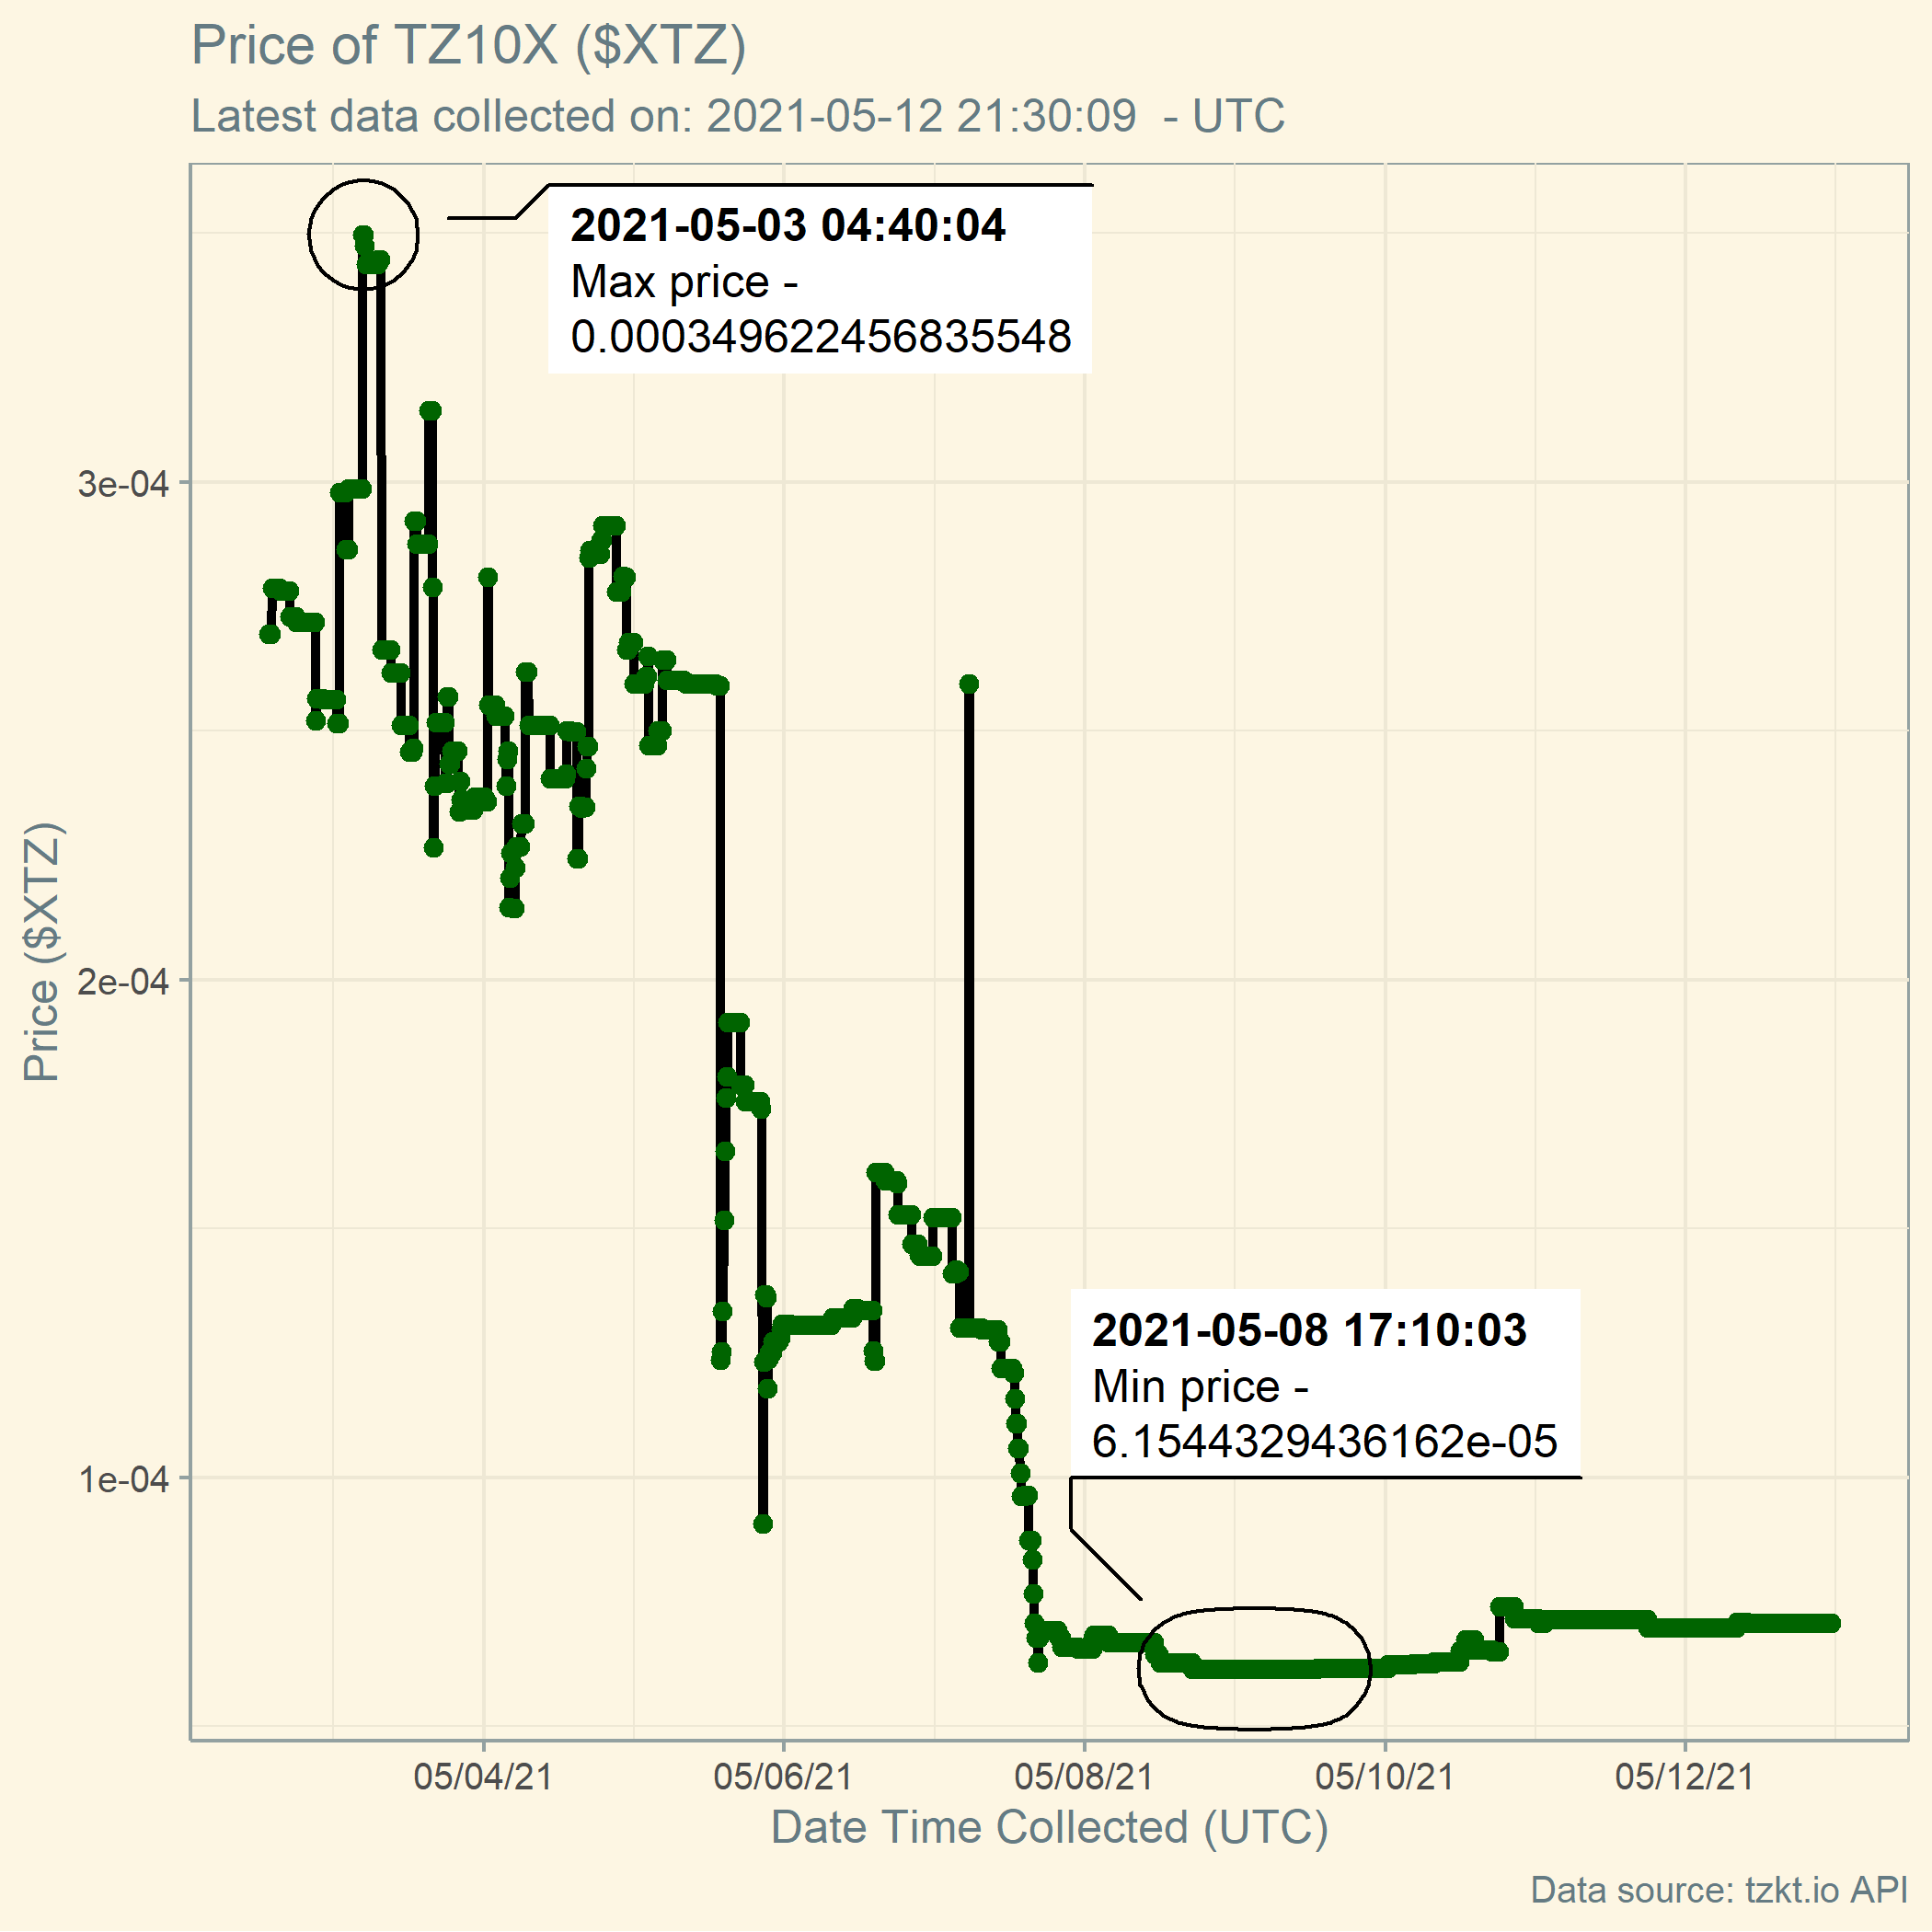 Price of TZ10X ($XTZ)
Latest data collected on: 2021-05-12 21:30:09  - UTC
2021-05-03 04:40:04
Max price -
0.000349622456835548
3e-04
2e-04
1e-04
Price ($XTZ)
2021-05-08 17:10:03
Min price -
6.1544329436162e-05
05/04/21 05/06/21 05/08/21 05/10/21 05/12/21
Date Time Collected (UTC)
Data source: tzkt.io API